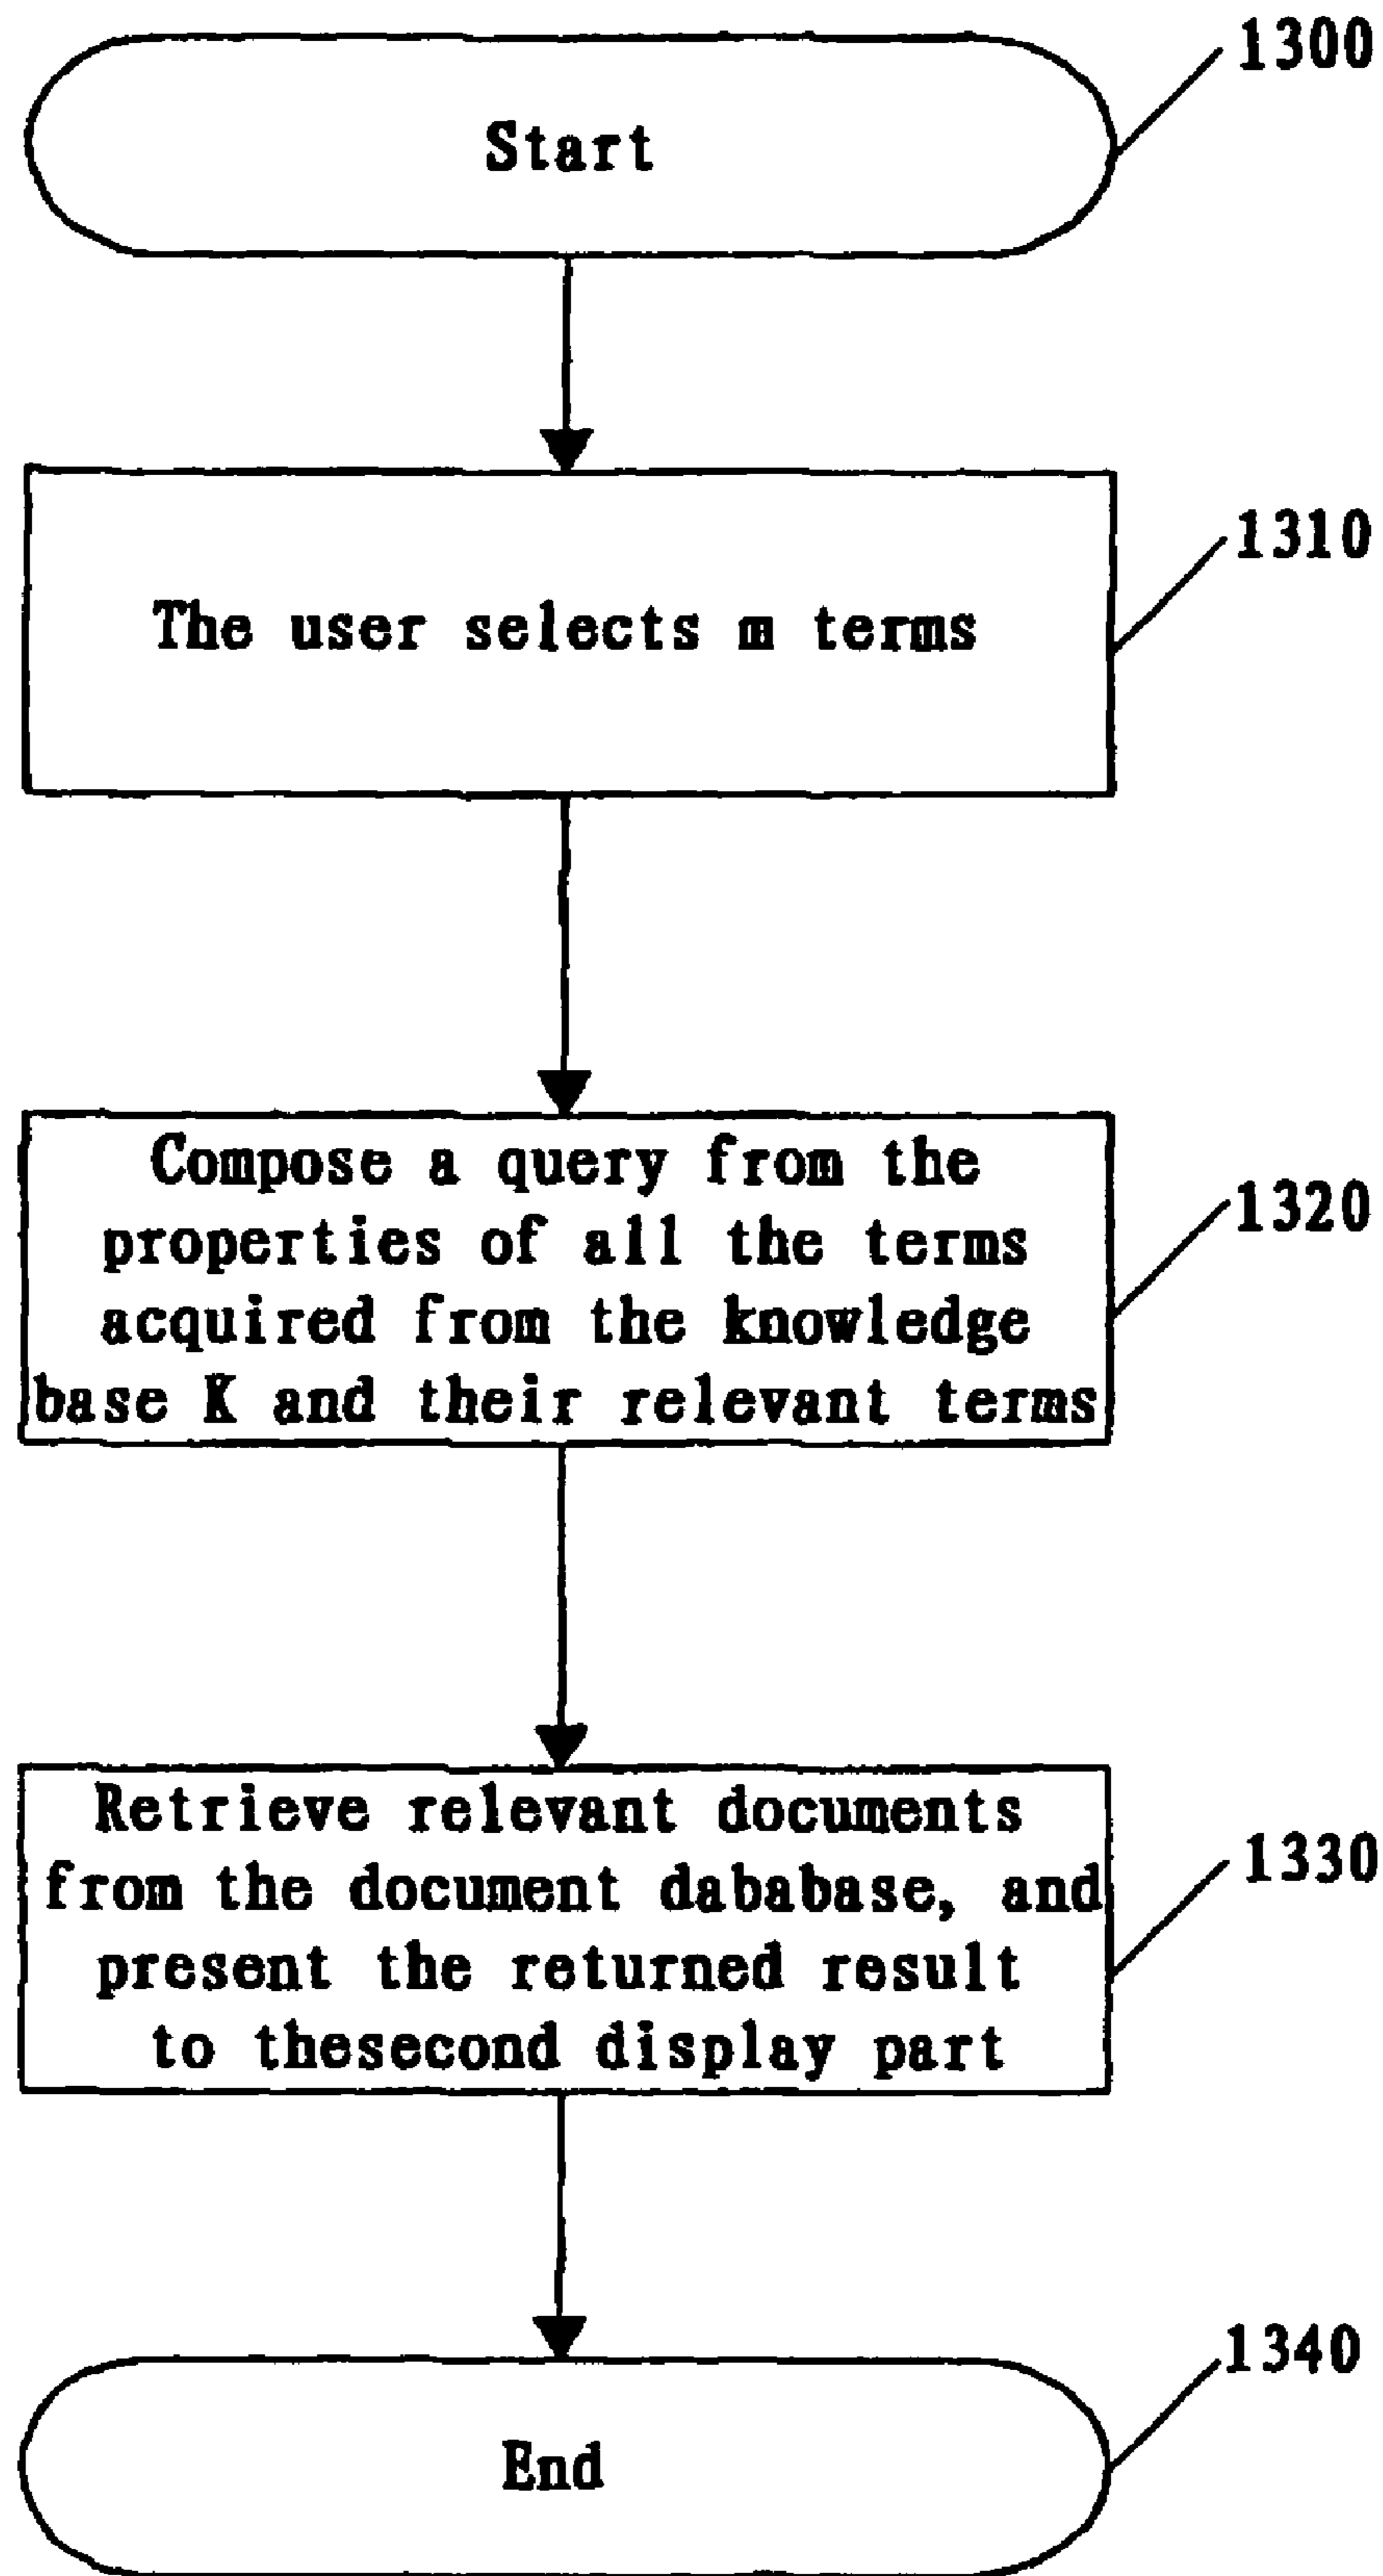 1300
Start
1310
The user selects m terms
Compose a query from the
properties of all the terms
acquired from the knowledge
base K and their relevant terms
1320
Retrieve relevant documents
from the document dababase, and
present the returned result
to thesecond display part
1330
1340
End